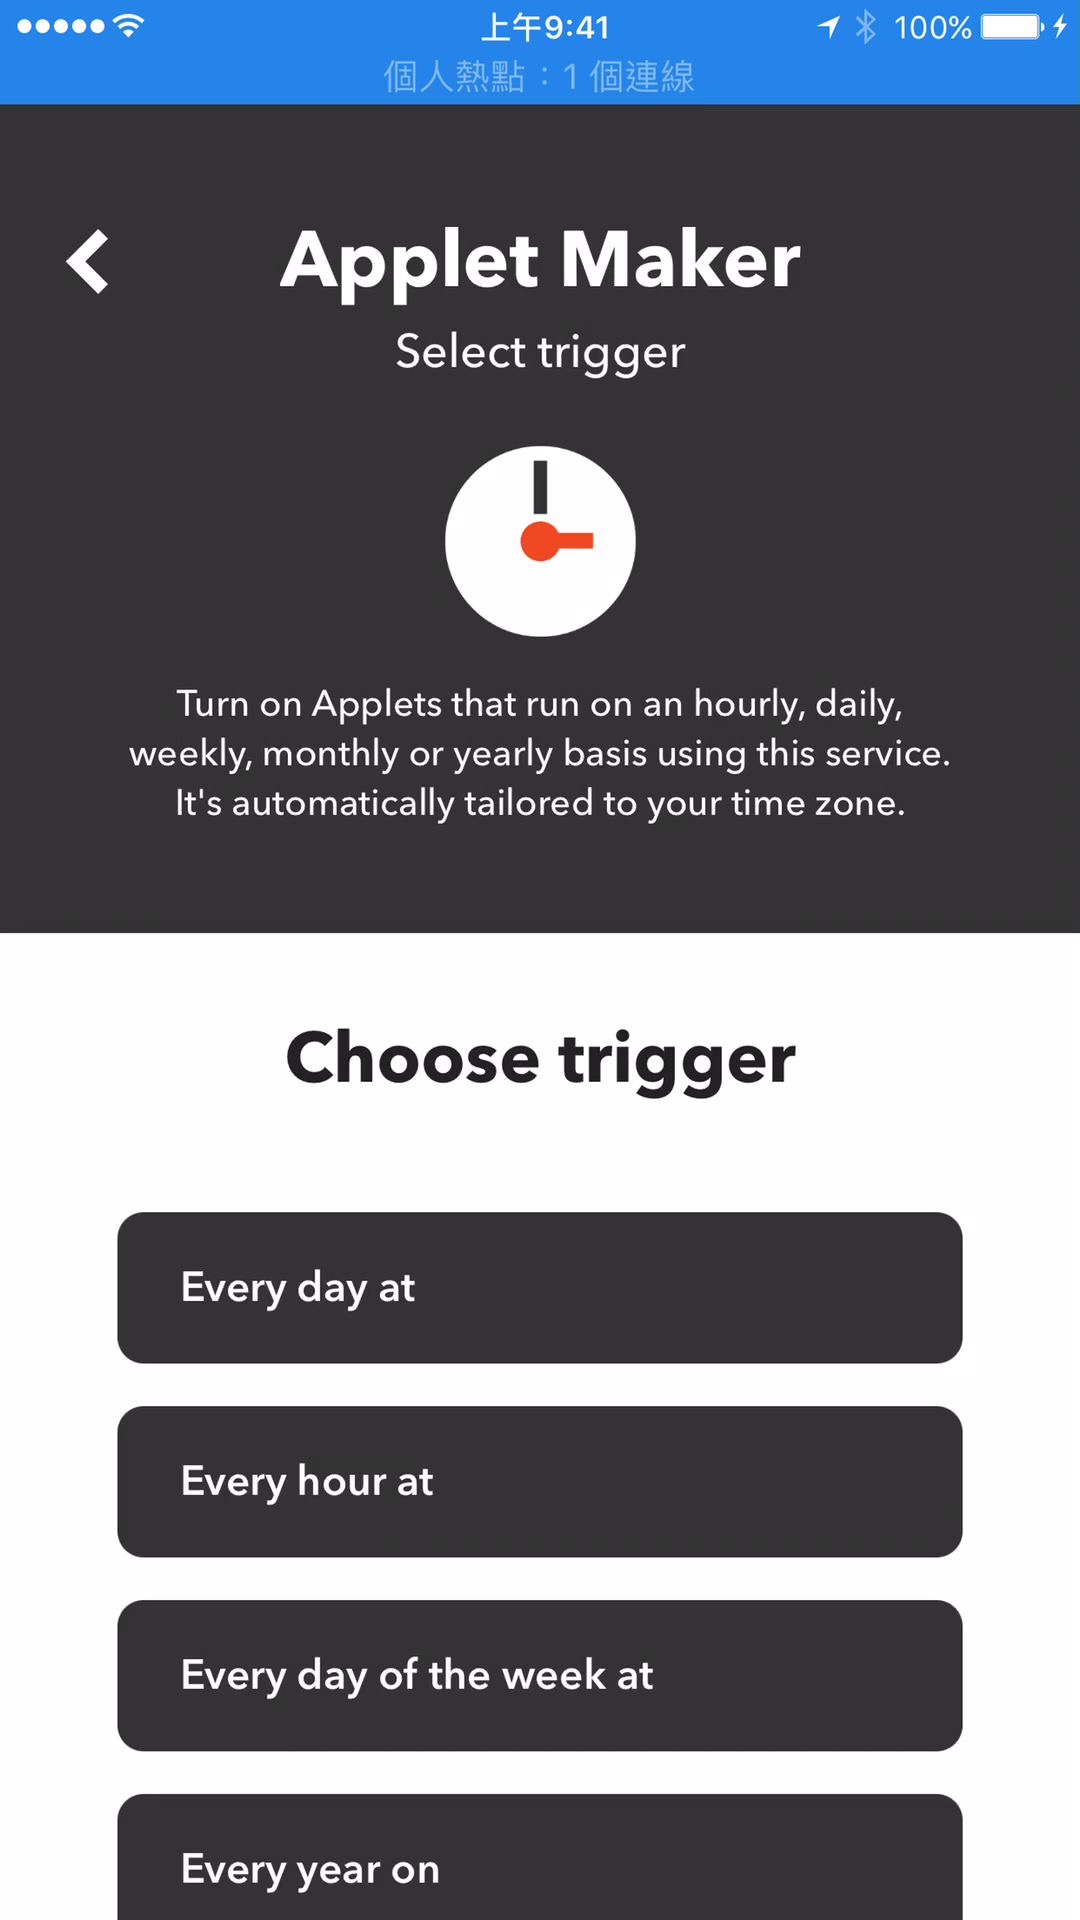 上午9:41
100%
個人熱點：1 個連線
Applet Maker
Select trigger
Turn on Applets that run on an hourly, daily,
weekly, monthly or yearly basis using this service.
It's automatically tailored to your time zone.
Choose trigger
Every day at
Every hour at
Every day of the week at
Every year on